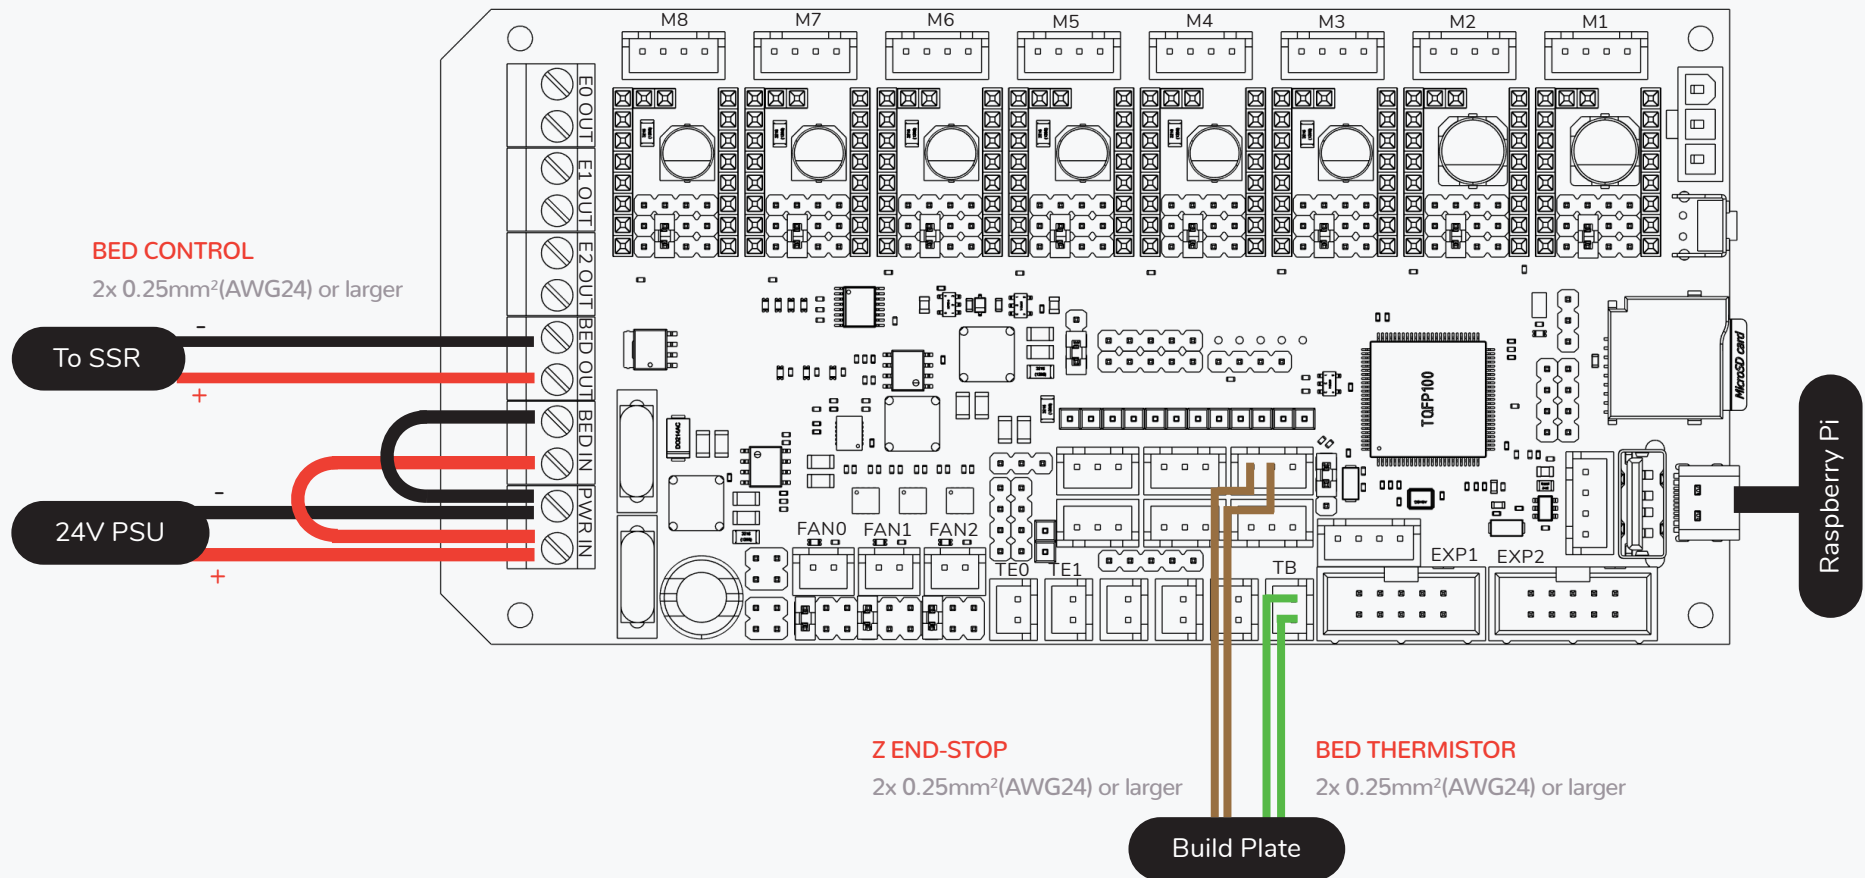 M8
M7
M6
M5
M4
M3
M2
M1
E0 OUT
E1 OUT
E2 OUT
BED OUT
BED IN
PWR IN
BED CONTROL
2x 0.25mm²(AWG24) or larger
-
To SSR
+
-
24V PSU
+
TQFP100
MicroSD card
Raspberry Pi
FAN0
FAN1
FAN2
TE0
TE1
TB
EXP1
EXP2
Z END-STOP
2x 0.25mm²(AWG24) or larger
BED THERMISTOR
2x 0.25mm²(AWG24) or larger
Build Plate